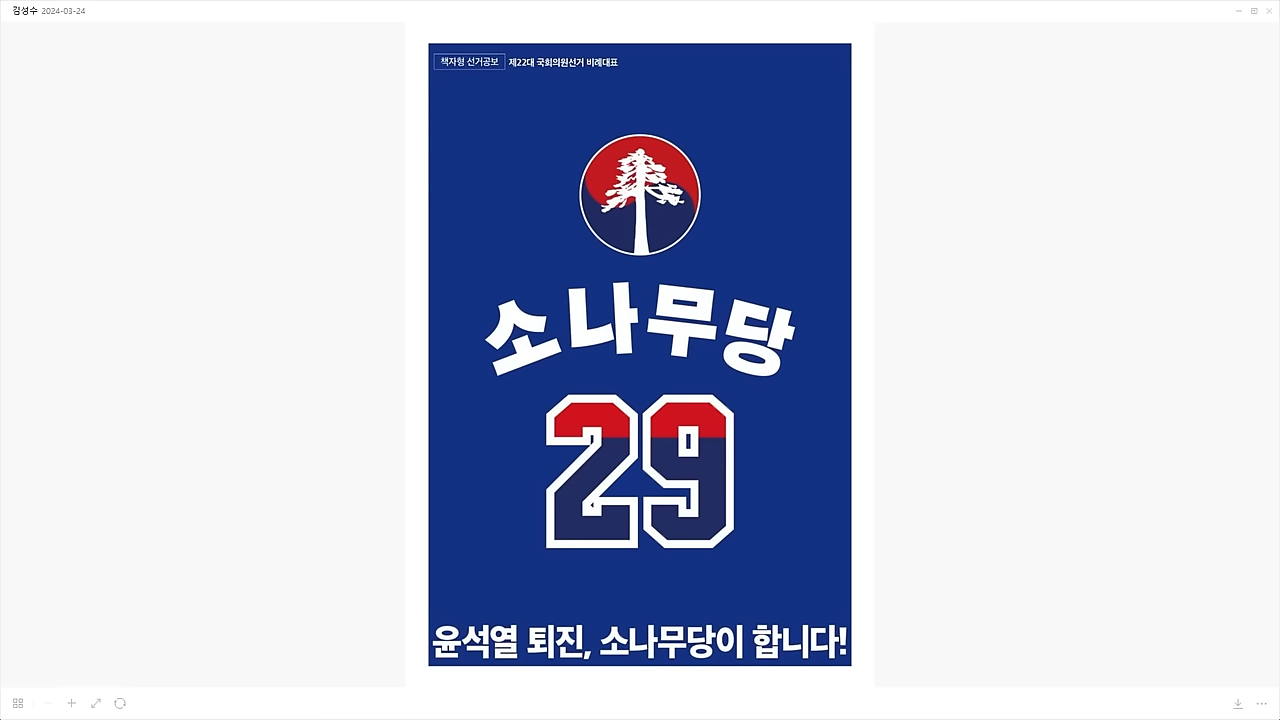 김성수 2024-03-24
책자형 선거공보 제22대 국회의원선거 비례대표
소나무당
29
윤석열 퇴진, 소나무당이 합니다!